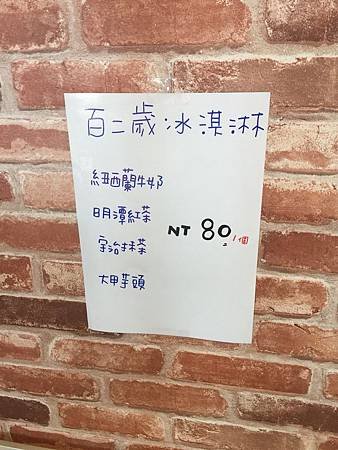 百二歲冰淇淋
紐西蘭牛奶
日月潭紅茶
宇治抹茶
大甲芋頭
NT 80/個